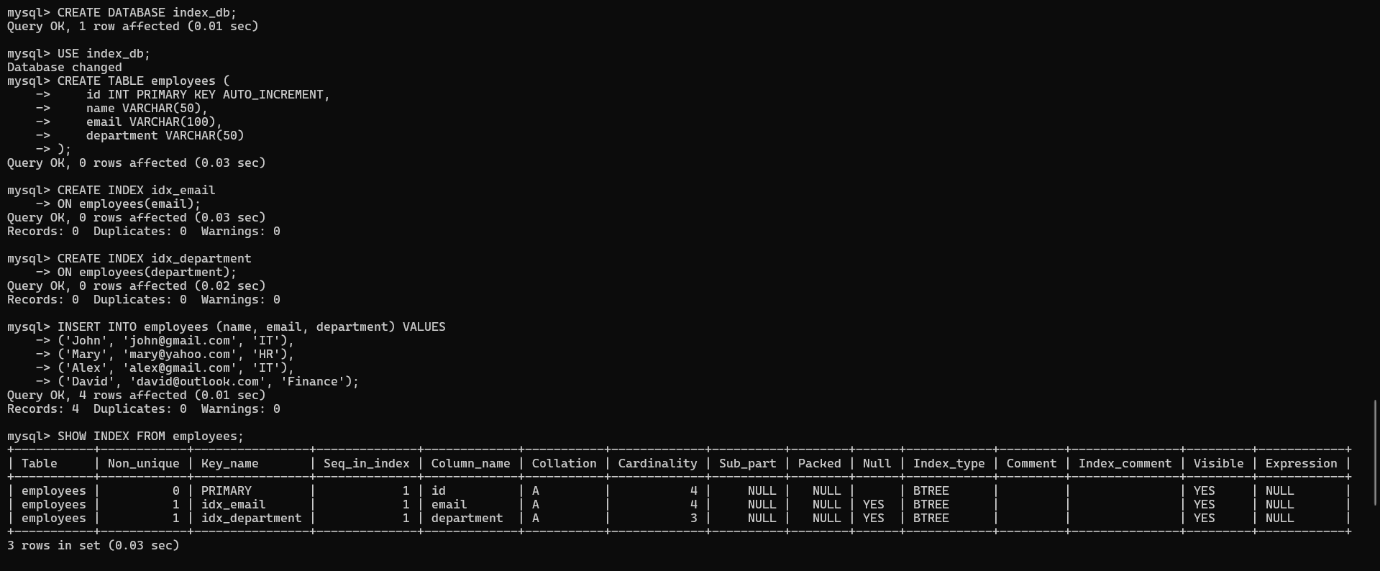 mysql> CREATE DATABASE index_db;
Query OK, 1 row affected (0.01 sec)
mysql> USE index_db;
Database changed
mysql> CREATE TABLE employees (
    ->     id INT PRIMARY KEY AUTO_INCREMENT,
    ->     name VARCHAR(50),
    ->     email VARCHAR(100),
    ->     department VARCHAR(50)
    -> );
Query OK, 0 rows affected (0.03 sec)
mysql> CREATE INDEX idx_email
    -> ON employees(email);
Query OK, 0 rows affected (0.03 sec)
Records: 0  Duplicates: 0  Warnings: 0
mysql> CREATE INDEX idx_department
    -> ON employees(department);
Query OK, 0 rows affected (0.02 sec)
Records: 0  Duplicates: 0  Warnings: 0
mysql> INSERT INTO employees (name, email, department) VALUES
    -> ('John', 'john@gmail.com', 'IT'),
    -> ('Mary', 'mary@yahoo.com', 'HR'),
    -> ('Alex', 'alex@gmail.com', 'IT'),
    -> ('David', 'david@outlook.com', 'Finance');
Query OK, 4 rows affected (0.01 sec)
Records: 4  Duplicates: 0  Warnings: 0
mysql> SHOW INDEX FROM employees;
| Table     | Non_unique | Key_name       | Seq_in_index | Column_name | Collation | Cardinality | Sub_part | Packed | Null | Index_type | Comment | Index_comment | Visible | Expression |
| employees |          0 | PRIMARY        |            1 | id          | A         |           4 |     NULL |   NULL |      | BTREE      |         |               | YES     | NULL       |
| employees |          1 | idx_email      |            1 | email       | A         |           4 |     NULL |   NULL | YES  | BTREE      |         |               | YES     | NULL       |
| employees |          1 | idx_department |            1 | department  | A         |           3 |     NULL |   NULL | YES  | BTREE      |         |               | YES     | NULL       |
3 rows in set (0.03 sec)